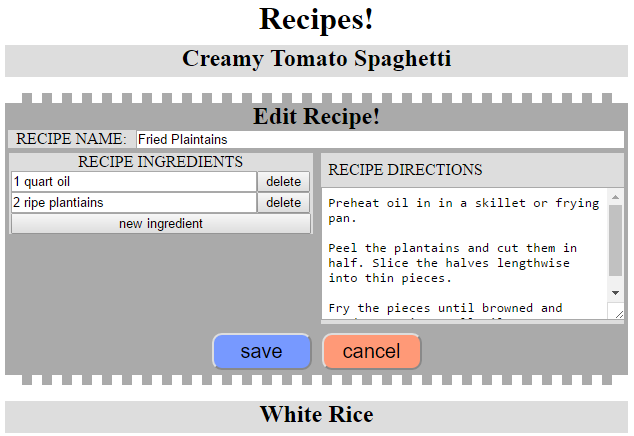 Recipes!
Creamy Tomato Spaghetti
Edit Recipe!
RECIPE NAME: Fried Plaintains
RECIPE INGREDIENTS
1 quart oil delete
2 ripe plantiains delete
new ingredient
RECIPE DIRECTIONS
Preheat oil in in a skillet or frying
pan.
Peel the plantains and cut them in
half. Slice the halves lengthwise
into thin pieces.
Fry the pieces until browned and
save cancel
White Rice